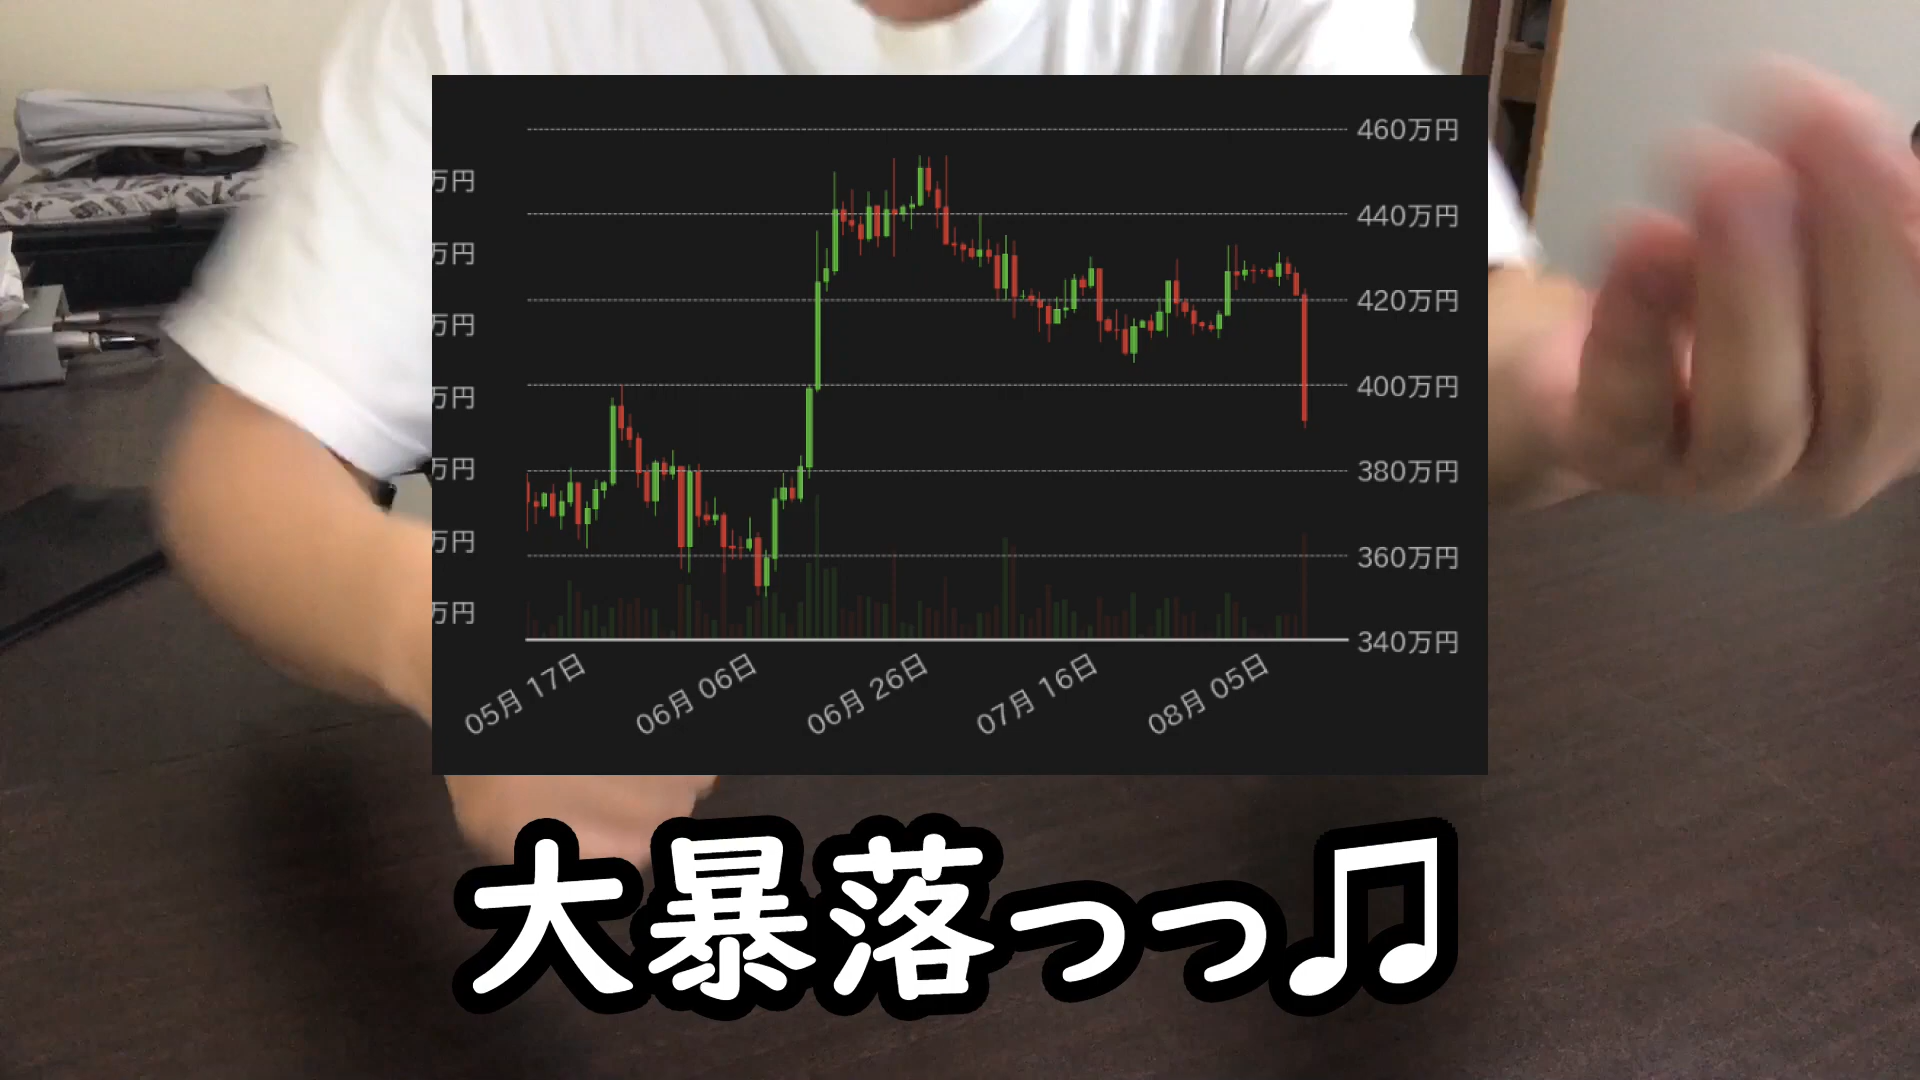 460万円
万円
440万円
万円
420万円
万円
400万円
万円
380万円
万円
360万円
万円
340万円
万円
05月 17日
06月 06日
06月 26日
07月 16日
08月 05日
大暴落っっ♫